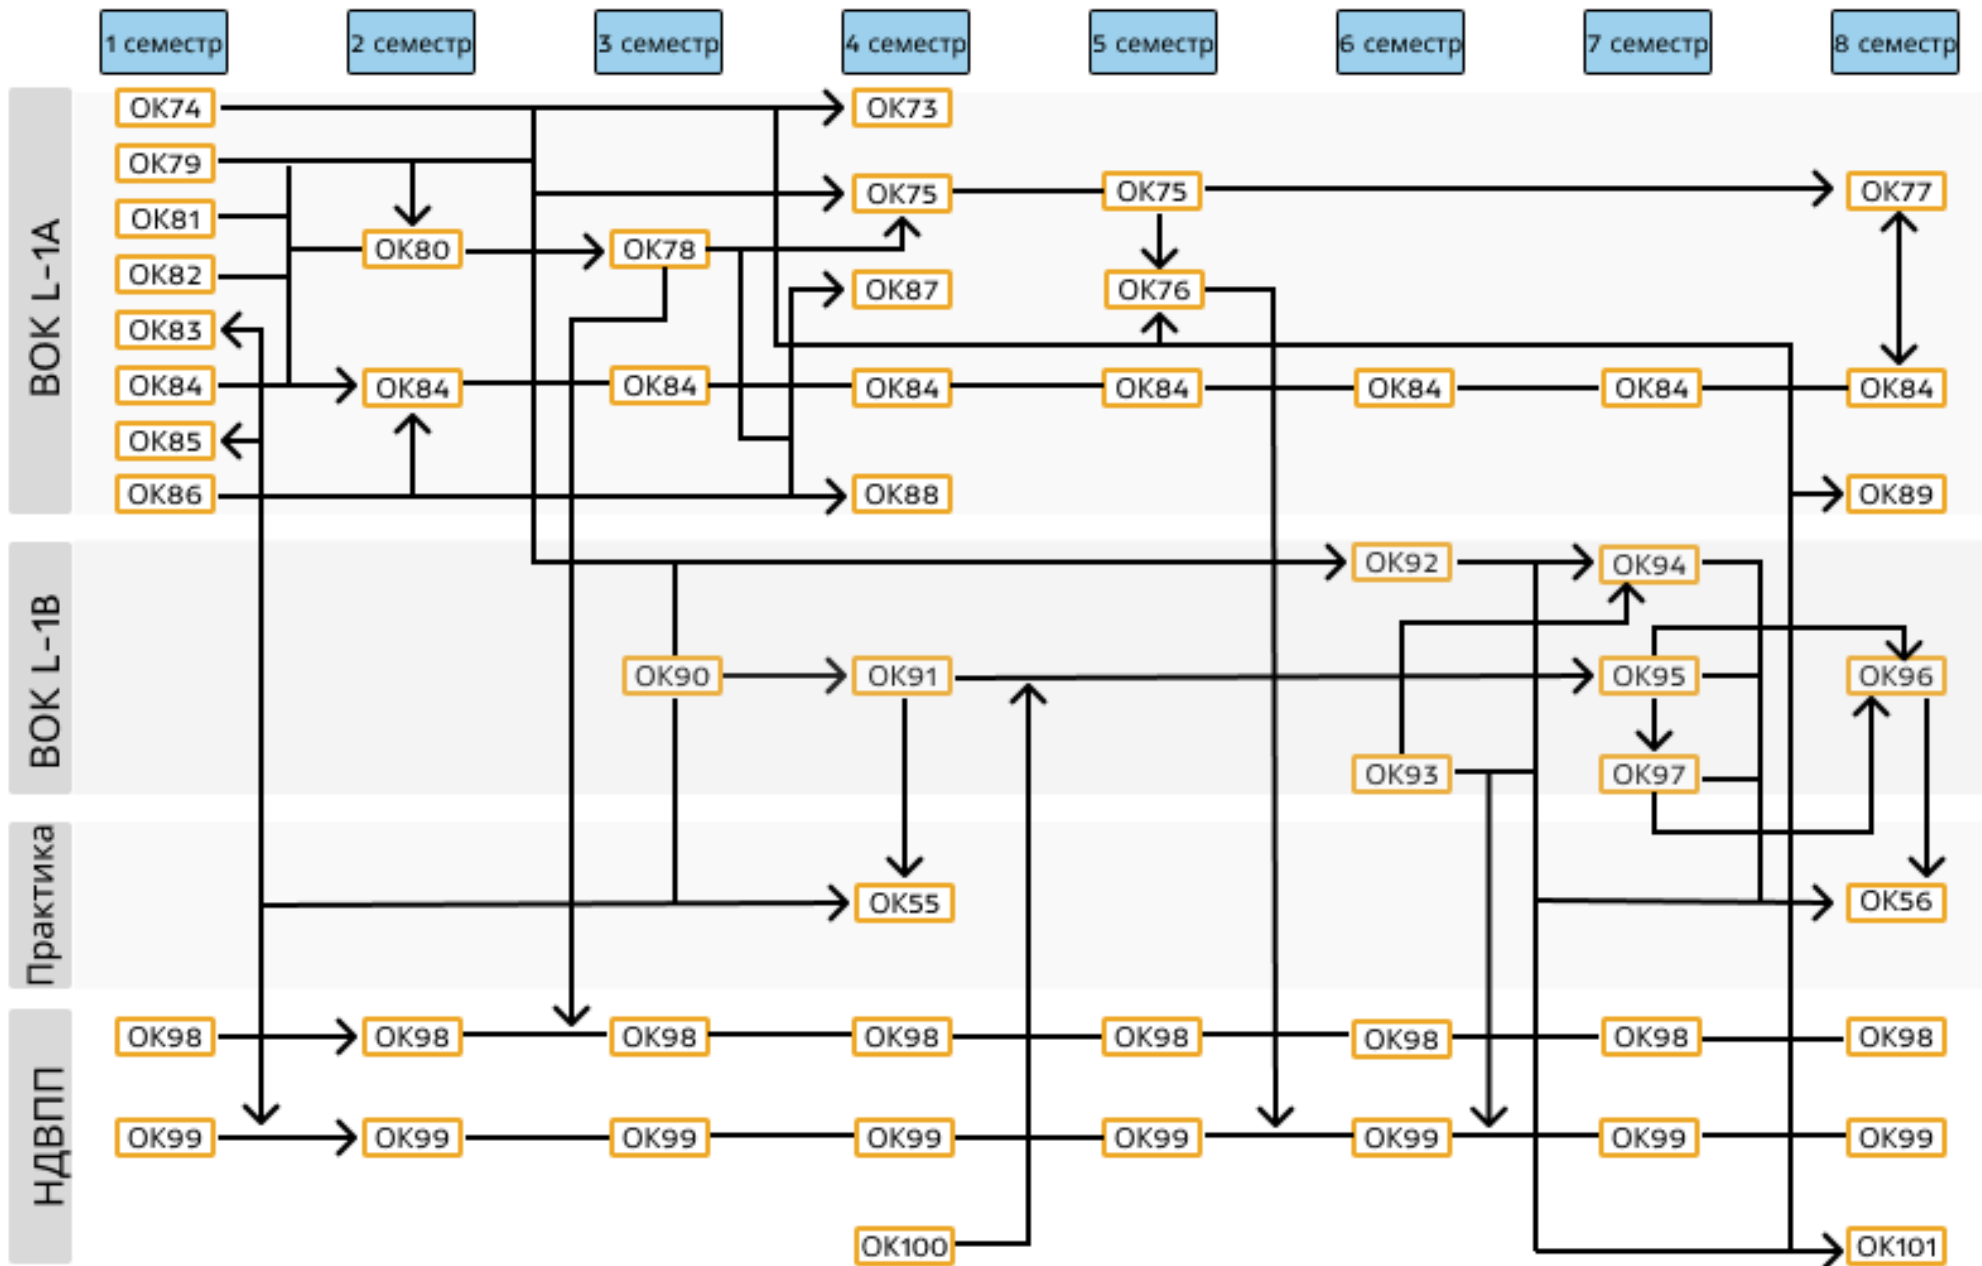 1 семестр 2 семестр 3 семестр 4 семестр 5 семестр 6 семестр 7 семестр 8 семестр
ВОК L-1A
ОК74 ОК73
ОК79
ОК75 ОК75 ОК77
ОК81
ОК80 ОК78
ОК82 ОК87 ОК76
ОК83
ОК84 ОК84 ОК84 ОК84 ОК84 ОК84 ОК84 ОК84
ОК85
ОК86 ОК88 ОК89
ВОК L-1B
ОК92 ОК94
ОК90 ОК91 ОК95 ОК96
ОК93 ОК97
Практика
ОК55 ОК56
НДВПП
ОК98 ОК98 ОК98 ОК98 ОК98 ОК98 ОК98 ОК98
ОК99 ОК99 ОК99 ОК99 ОК99 ОК99 ОК99 ОК99
ОК100 ОК101